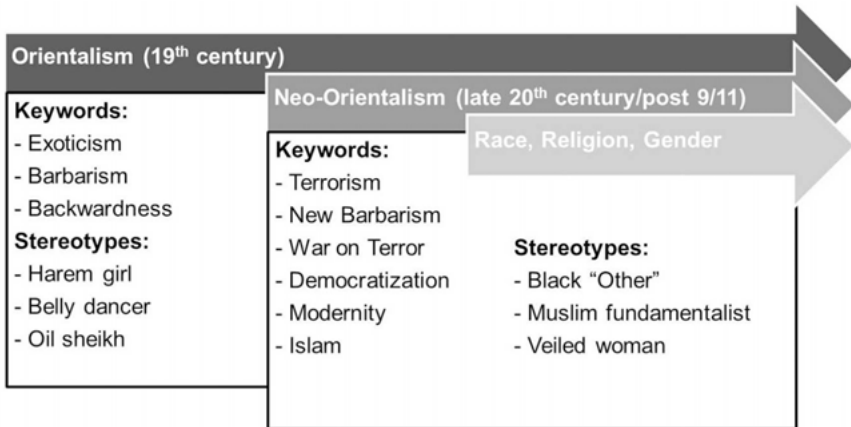 Orientalism (19th century)
Keywords:
- Exoticism
- Barbarism
- Backwardness
Stereotypes:
- Harem girl
- Belly dancer
- Oil sheikh
Neo-Orientalism (late 20th century/post 9/11)
Keywords:
- Terrorism
- New Barbarism
- War on Terror
- Democratization
- Modernity
- Islam
Race, Religion, Gender
Stereotypes:
- Black “Other”
- Muslim fundamentalist
- Veiled woman